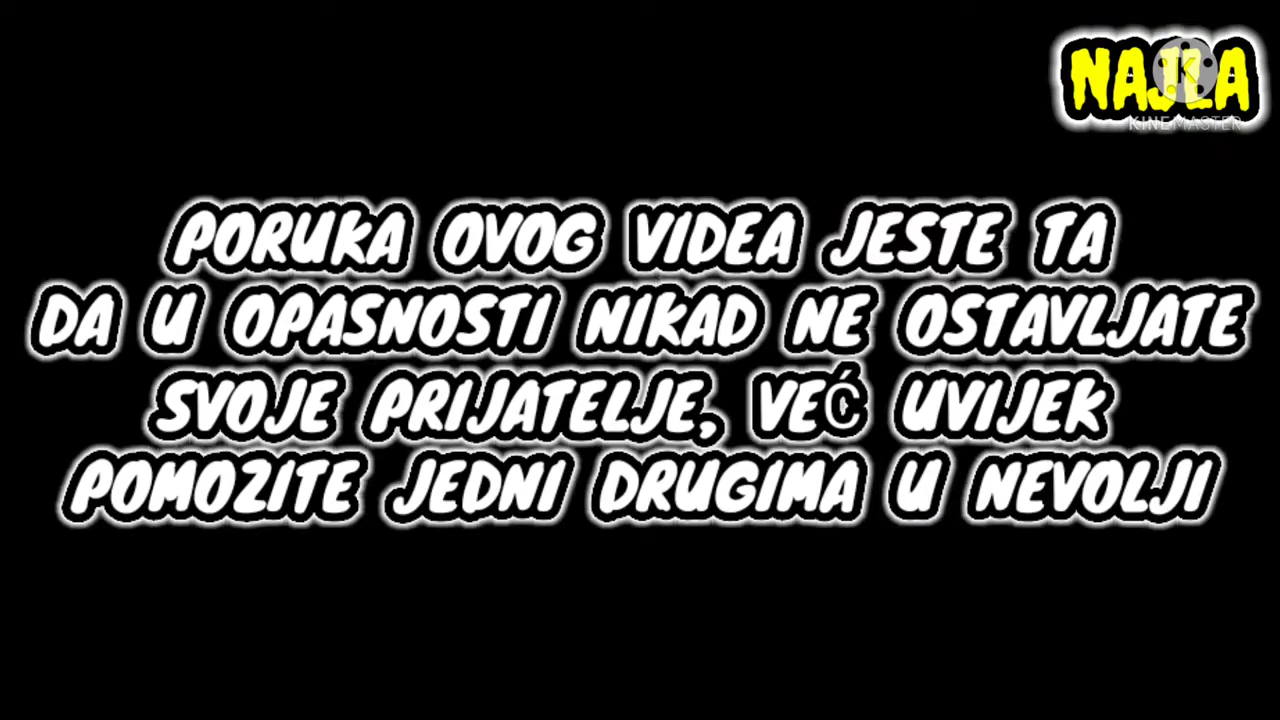 NAJLA
KINEMASTER
PORUKA OVOG VIDEA JESTE TA
DA U OPASNOSTI NIKAD NE OSTAVLJATE
SVOJE PRIJATELJE, VEĆ UVIJEK
POMOZITE JEDNI DRUGIMA U NEVOLJI